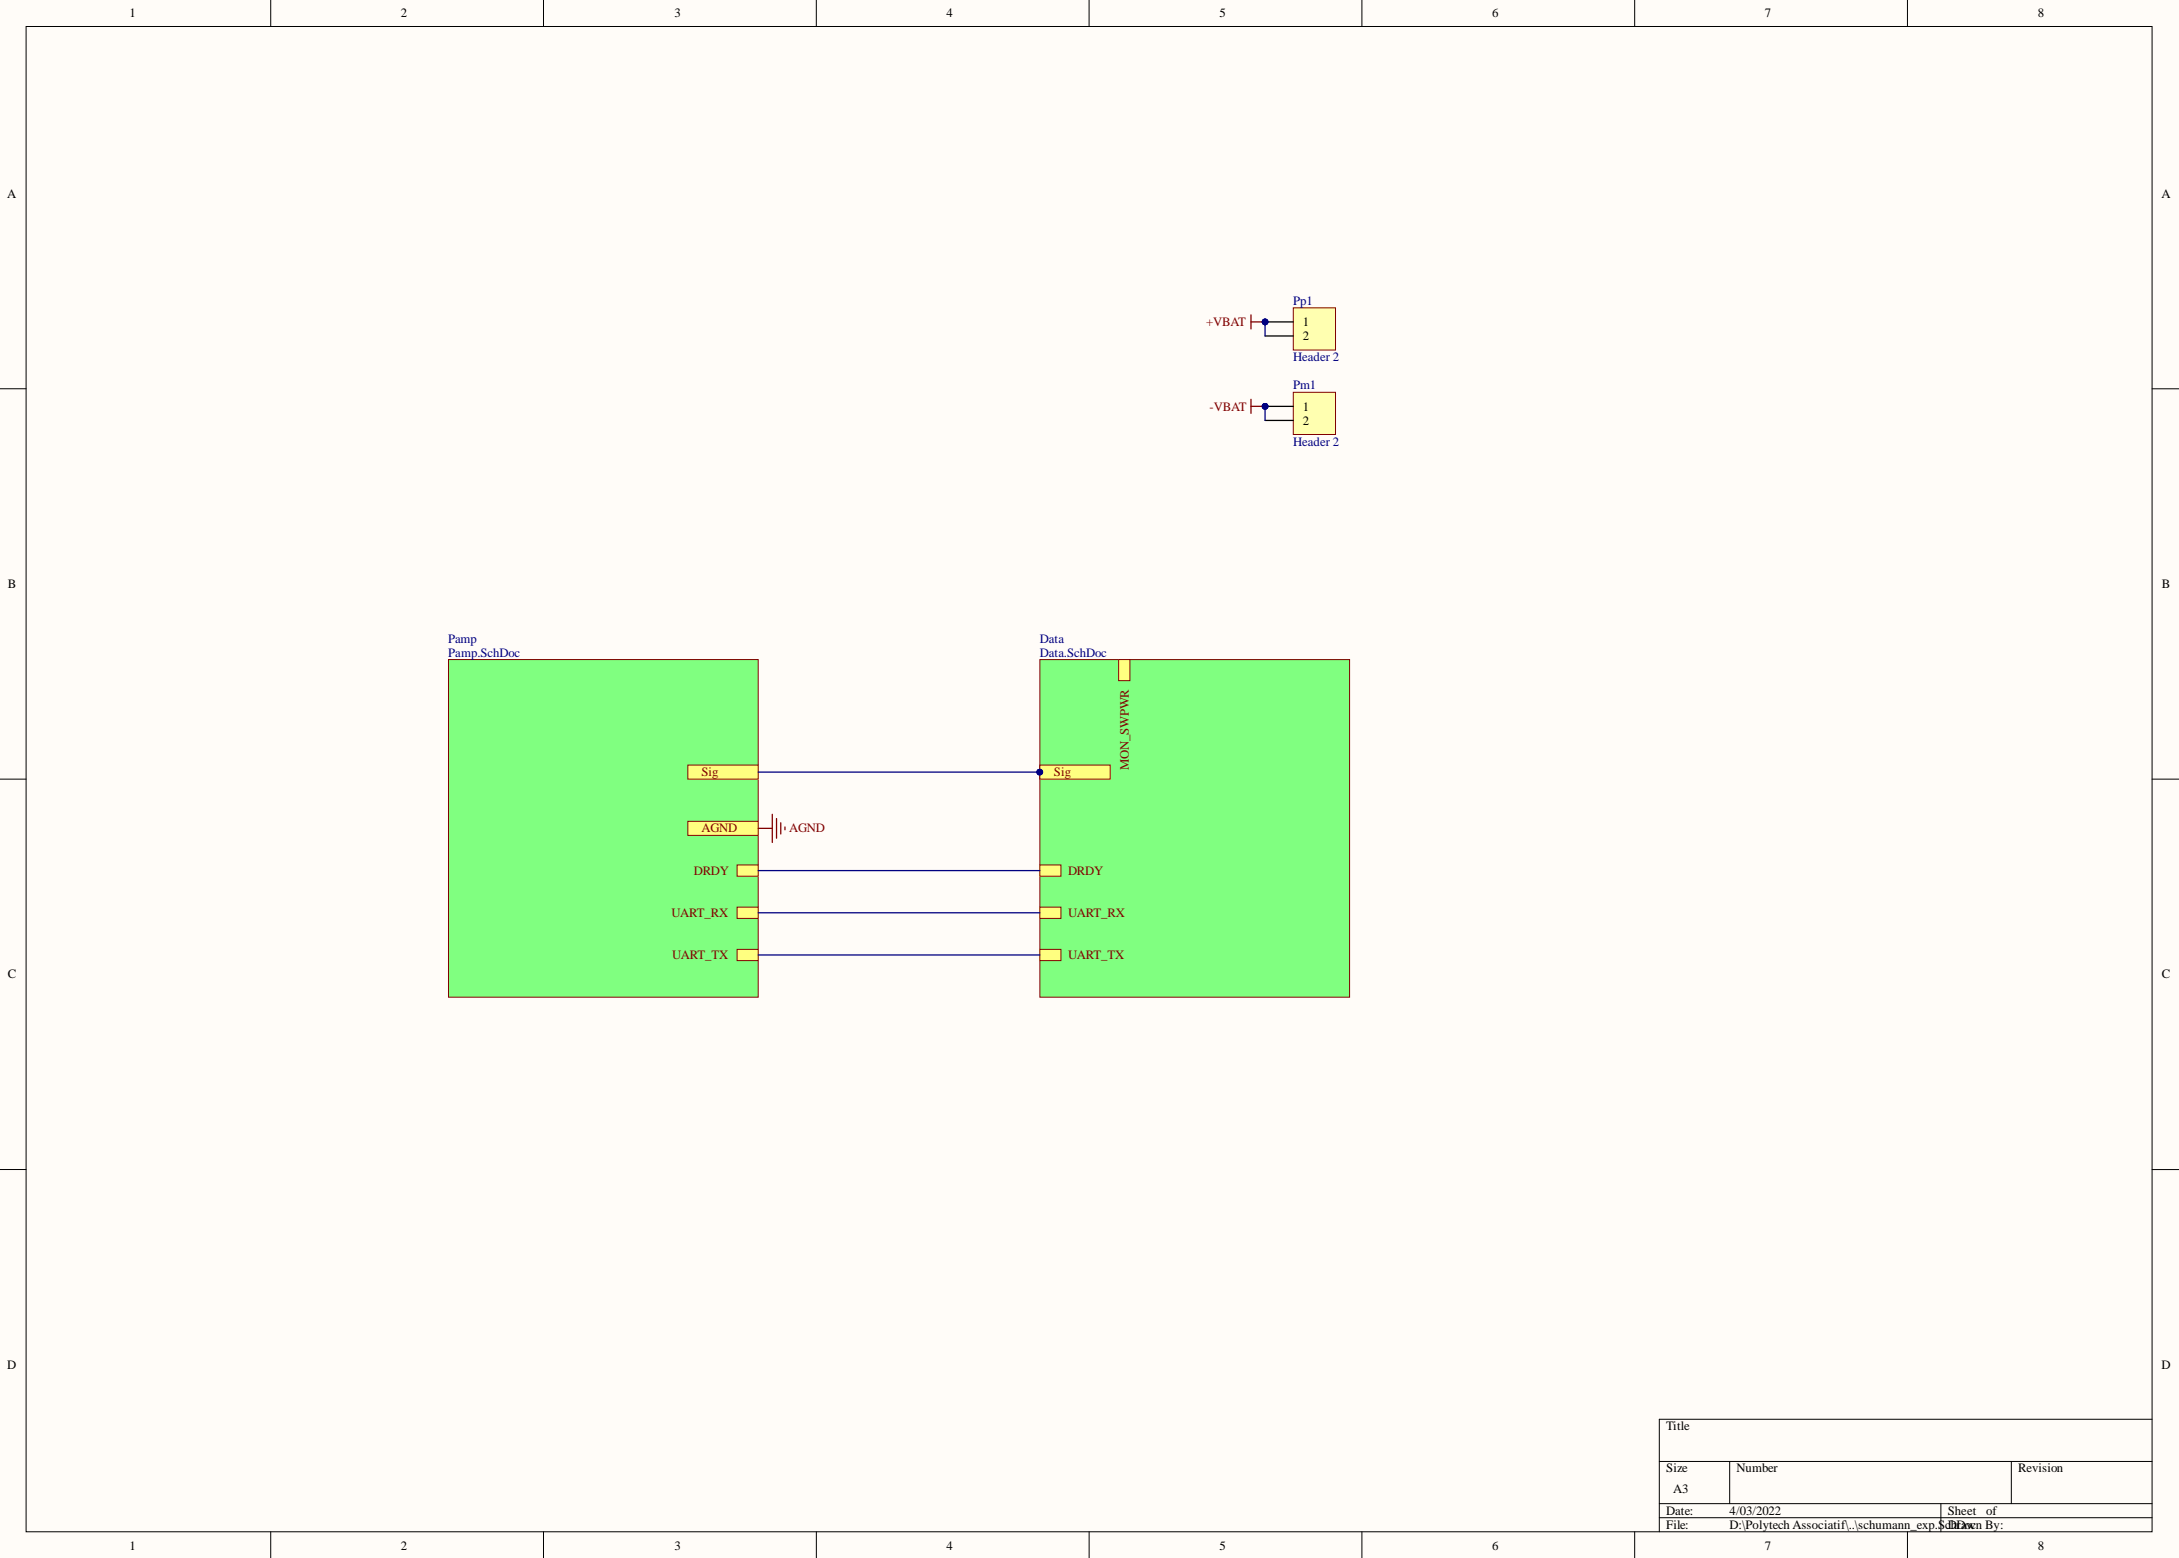 1 2 3 4 5 6 7 8
A A
Pp1
+VBAT 1
2
Header 2
Pm1
-VBAT 1
2
Header 2
B B
Pamp
Pamp.SchDoc
Data
Data.SchDoc
MON_SWPWR
Sig Sig
AGND AGND
DRDY DRDY
UART_RX UART_RX
UART_TX UART_TX
C C
D D
Title
Size Number Revision
A3
Date: 4/03/2022 Sheet of
File: D:\Polytech Associatif\..\schumann_exp.SchDoc Drawn By:
1 2 3 4 5 6 7 8